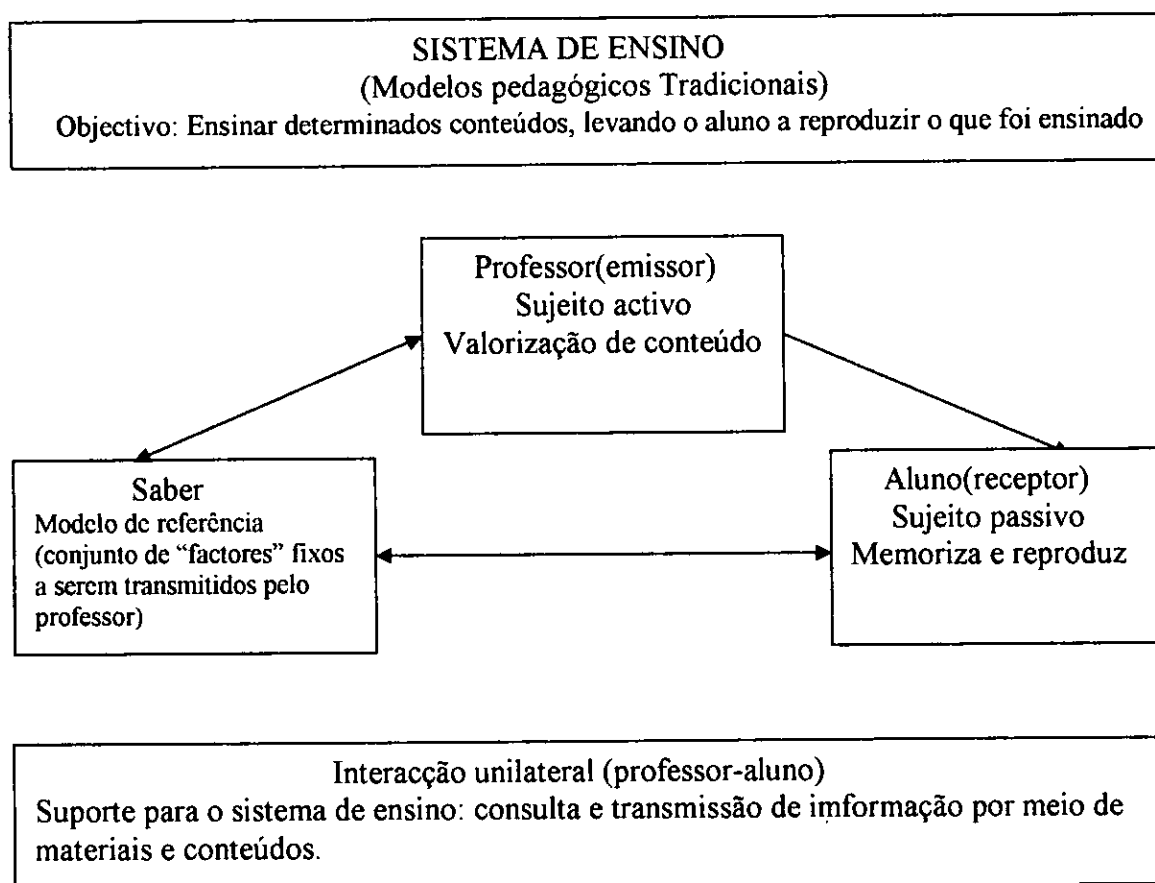 SISTEMA DE ENSINO
(Modelos pedagógicos Tradicionais)
Objectivo: Ensinar determinados conteúdos, levando o aluno a reproduzir o que foi ensinado
Professor(emissor)
Sujeito activo
Valorização de conteúdo
Saber
Modelo de referência
(conjunto de “factores” fixos
a serem transmitidos pelo
professor)
Aluno(receptor)
Sujeito passivo
Memoriza e reproduz
Interacção unilateral (professor-aluno)
Suporte para o sistema de ensino: consulta e transmissão de imformação por meio de
materiais e conteúdos.